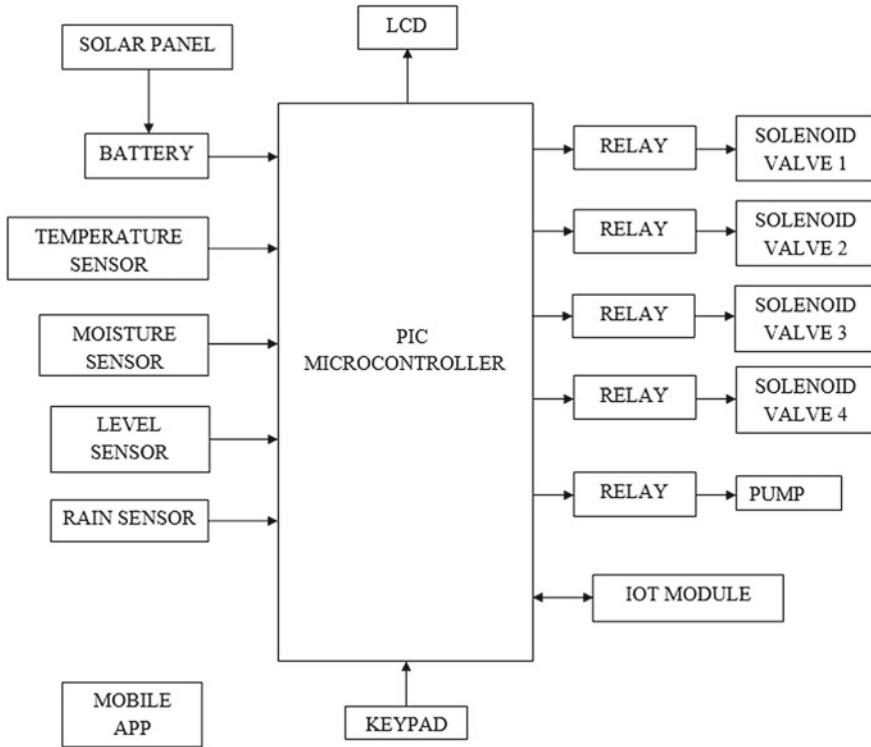 LCD
SOLAR PANEL
BATTERY
TEMPERATURE
SENSOR
MOISTURE
SENSOR
LEVEL
SENSOR
RAIN SENSOR
MOBILE
APP
PIC
MICROCONTROLLER
KEYPAD
RELAY
SOLENOID
VALVE 1
RELAY
SOLENOID
VALVE 2
RELAY
SOLENOID
VALVE 3
RELAY
SOLENOID
VALVE 4
RELAY
PUMP
IOT MODULE